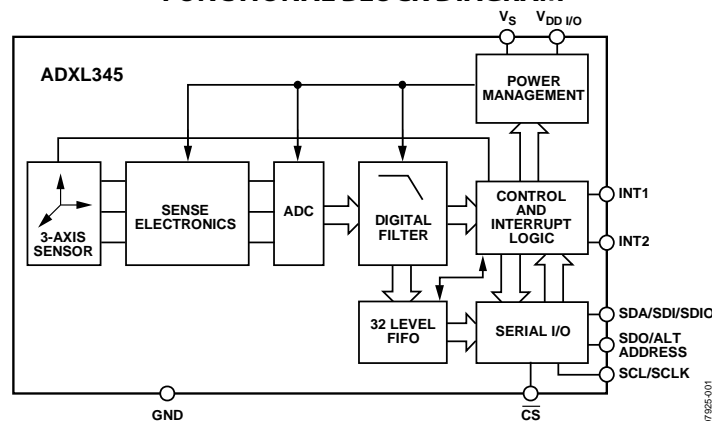 FUNCTIONAL BLOCK DIAGRAM
VS
VDD I/O
ADXL345
POWER
MANAGEMENT
3-AXIS
SENSOR
SENSE
ELECTRONICS
ADC
DIGITAL
FILTER
CONTROL
AND
INTERRUPT
LOGIC
INT1
INT2
32 LEVEL
FIFO
SERIAL I/O
SDA/SDI/SDIO
SDO/ALT
ADDRESS
SCL/SCLK
GND
CS
07925-001